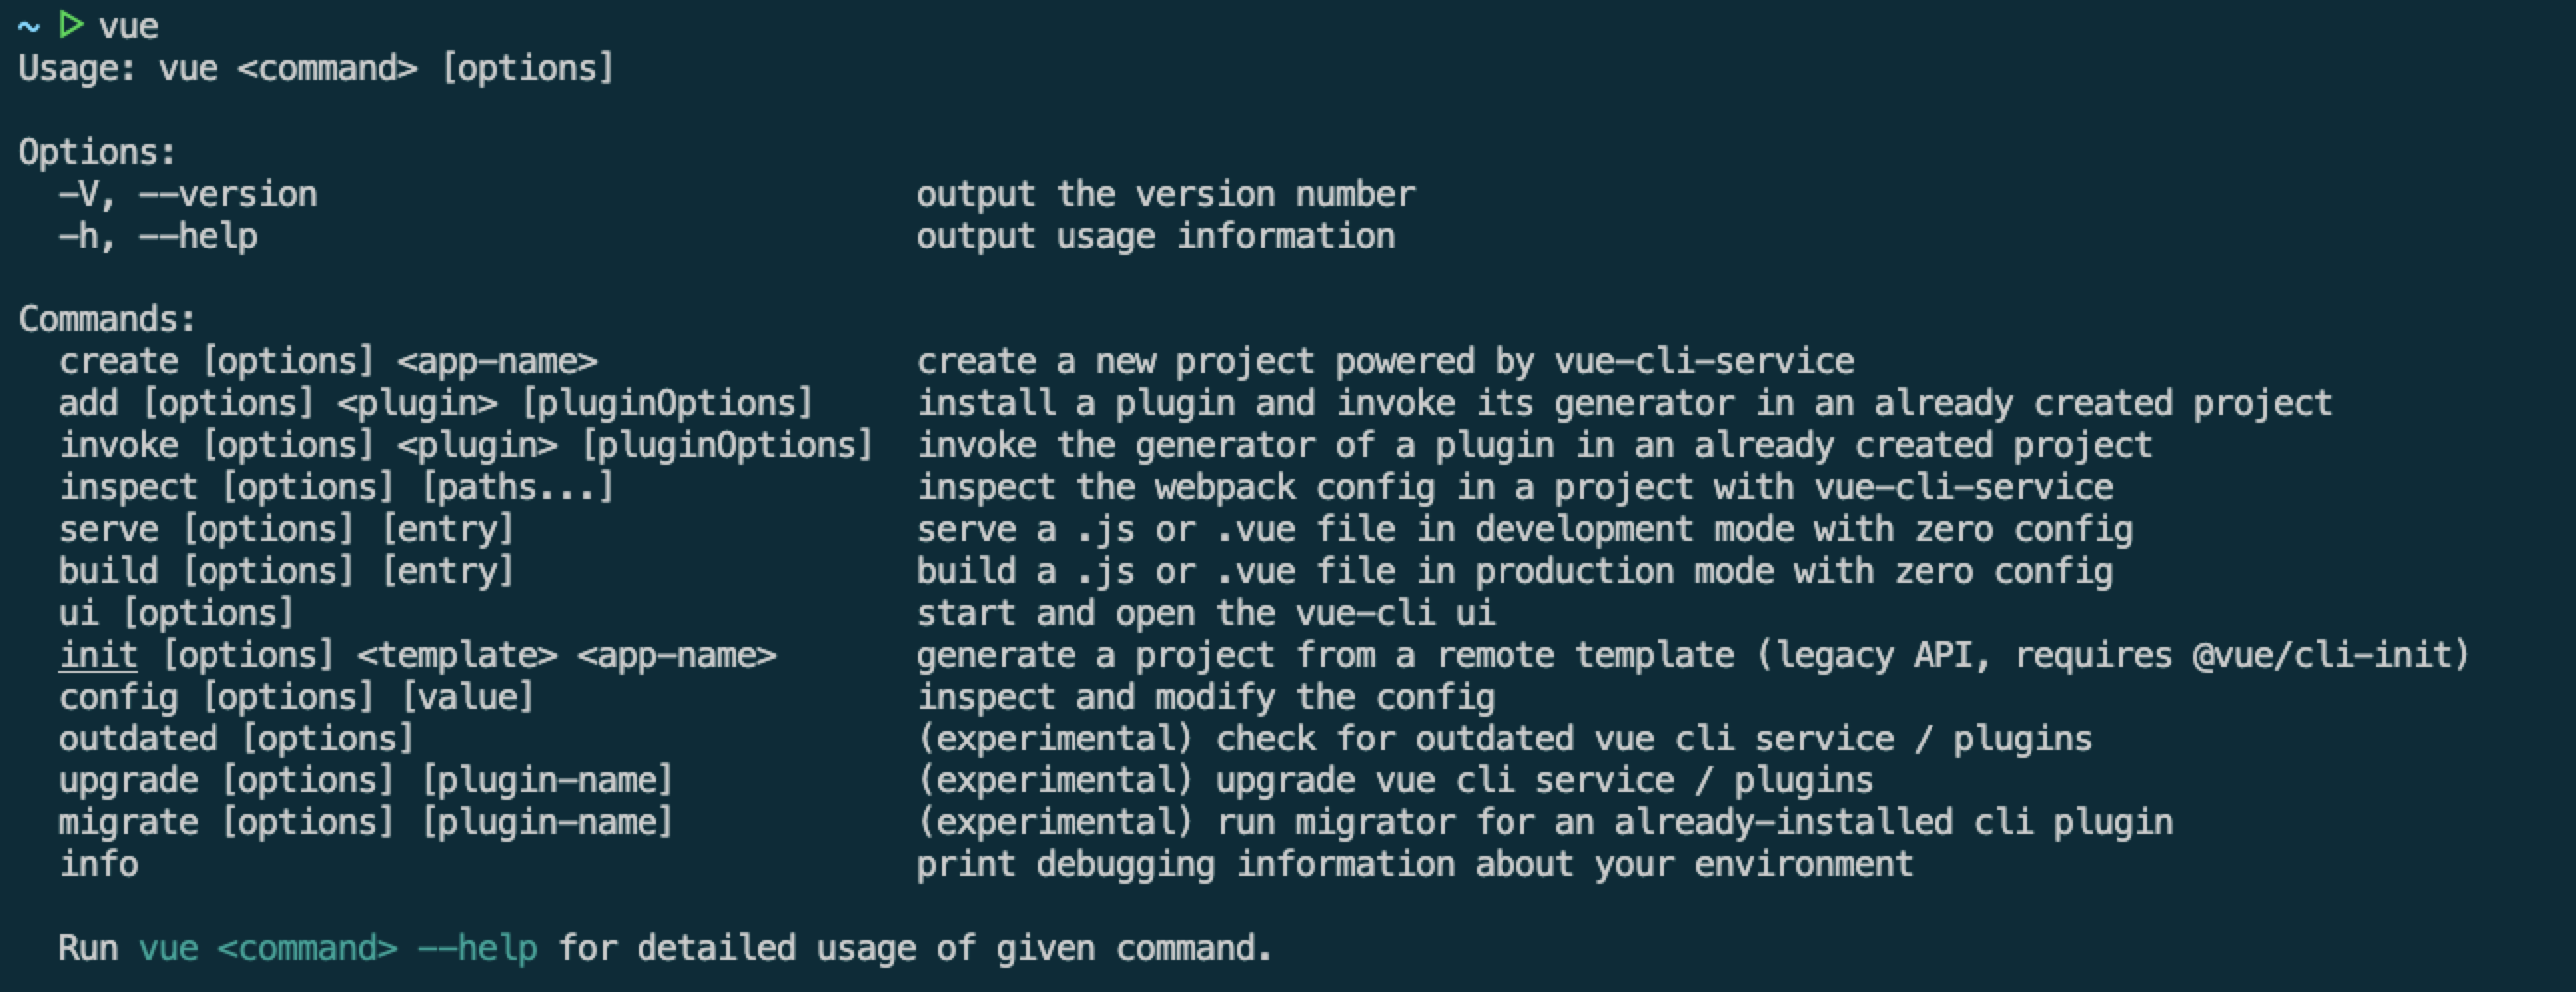 ~ ▷ vue
Usage: vue <command> [options]

Options:
  -V, --version                              output the version number
  -h, --help                                 output usage information

Commands:
  create [options] <app-name>                create a new project powered by vue-cli-service
  add [options] <plugin> [pluginOptions]     install a plugin and invoke its generator in an already created project
  invoke [options] <plugin> [pluginOptions]  invoke the generator of a plugin in an already created project
  inspect [options] [paths...]               inspect the webpack config in a project with vue-cli-service
  serve [options] [entry]                    serve a .js or .vue file in development mode with zero config
  build [options] [entry]                    build a .js or .vue file in production mode with zero config
  ui [options]                               start and open the vue-cli ui
  init [options] <template> <app-name>       generate a project from a remote template (legacy API, requires @vue/cli-init)
  config [options] [value]                   inspect and modify the config
  outdated [options]                         (experimental) check for outdated vue cli service / plugins
  upgrade [options] [plugin-name]            (experimental) upgrade vue cli service / plugins
  migrate [options] [plugin-name]            (experimental) run migrator for an already-installed cli plugin
  info                                       print debugging information about your environment

  Run vue <command> --help for detailed usage of given command.